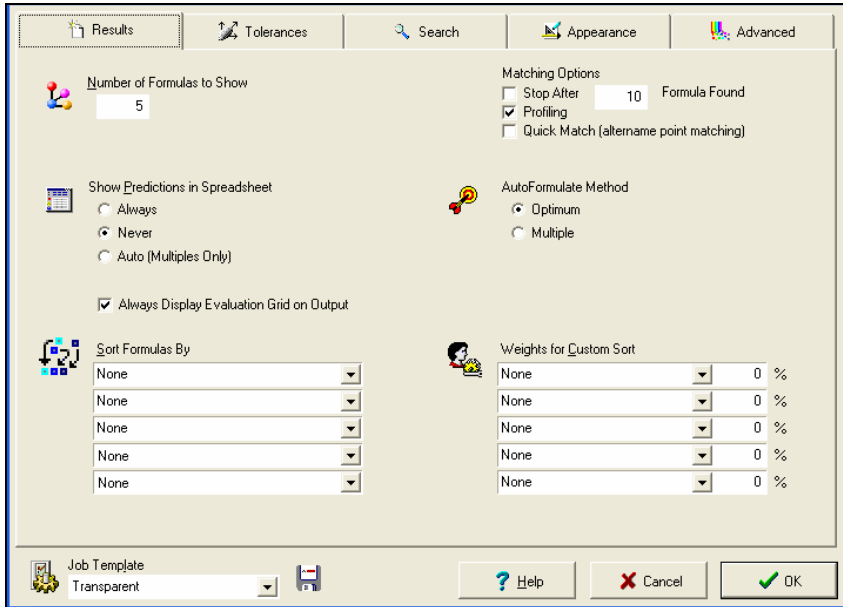 Results
Tolerances
Search
Appearance
Advanced
Number of Formulas to Show
5
Matching Options
Stop After 10 Formula Found
Profiling
Quick Match (altername point matching)
Show Predictions in Spreadsheet
Always
Never
Auto (Multiples Only)
AutoFormulate Method
Optimum
Multiple
Always Display Evaluation Grid on Output
Sort Formulas By
None
None
None
None
None
Weights for Custom Sort
None 0 %
None 0 %
None 0 %
None 0 %
None 0 %
Job Template
Transparent
Help
Cancel
OK